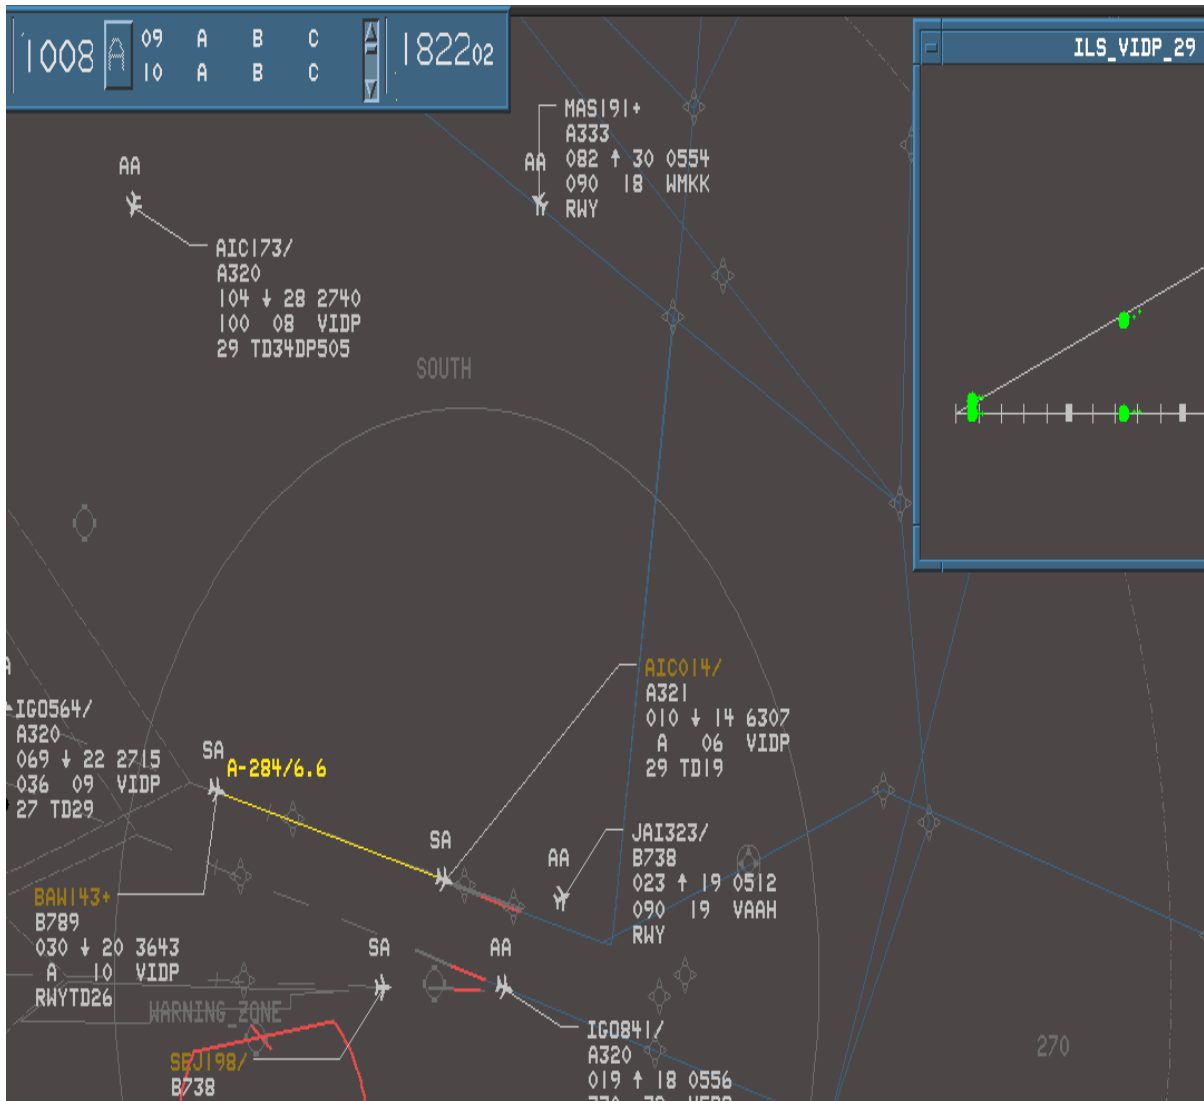 1008 A 09 A B C 182202
10 A B C
ILS_VIDP_29
MAS191+
A333
AA 082 ↑ 30 0554
090 18 WMKK
RWY
AA
AIC173/
A320
104 ↓ 28 2740
100 08 VIDP
29 TD34DP505
SOUTH
AIC014/
A321
010 ↓ 14 6307
A 06 VIDP
29 TD19
IGO564/
A320
069 ↓ 22 2715
036 09 VIDP
27 TD29
SA
A-284/6.6
SA
AA
JAI323/
B738
023 ↑ 19 0512
090 19 VAAH
RWY
BAW143+
B789
030 ↓ 20 3643
A 10 VIDP
RWYTD26
SA
AA
WARNING_ZONE
SEJ198/
B738
IGO841/
A320
019 ↑ 18 0556
270